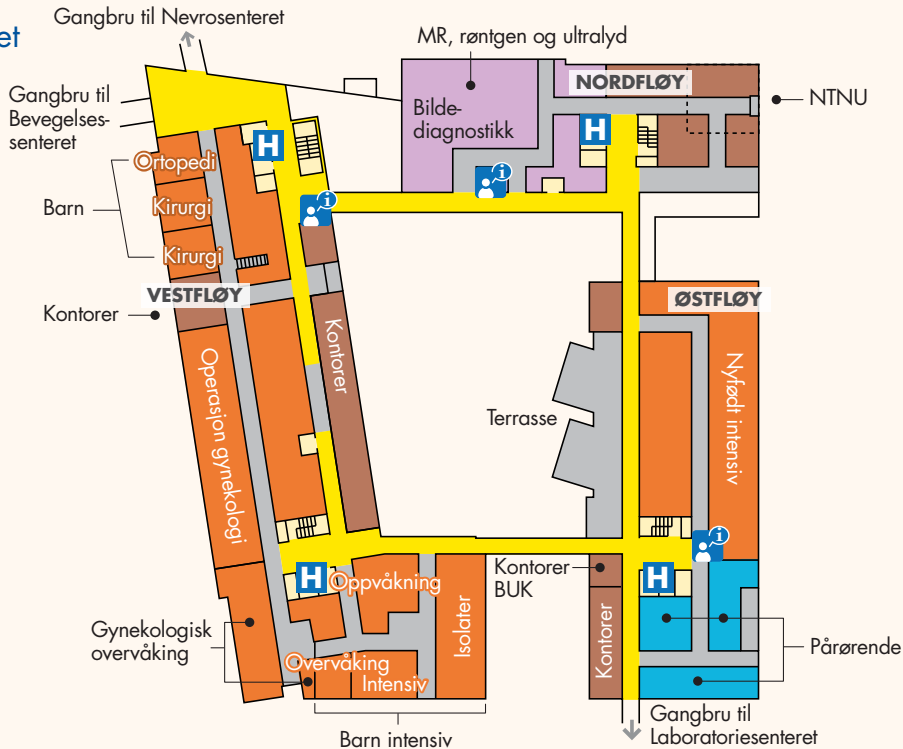 et
Gangbru til Nevrosenteret
MR, røntgen og ultralyd
Gangbru til
Bevegelses-
senteret
NORDFLØY
NTNU
Bilde-
diagnostikk
H
H
Ortopedi
Barn
Kirurgi
Kirurgi
i
i
VESTFLØY
ØSTFLØY
Kontorer
Kontorer
Operasjon gynekologi
Nyfødt intensiv
Terrasse
i
H
Oppvåkning
Kontorer
BUK
H
Gynekologisk
overvåking
Isolater
Kontorer
Pårørende
Overvåking
Intensiv
Barn intensiv
Gangbru til
Laboratoriesenteret